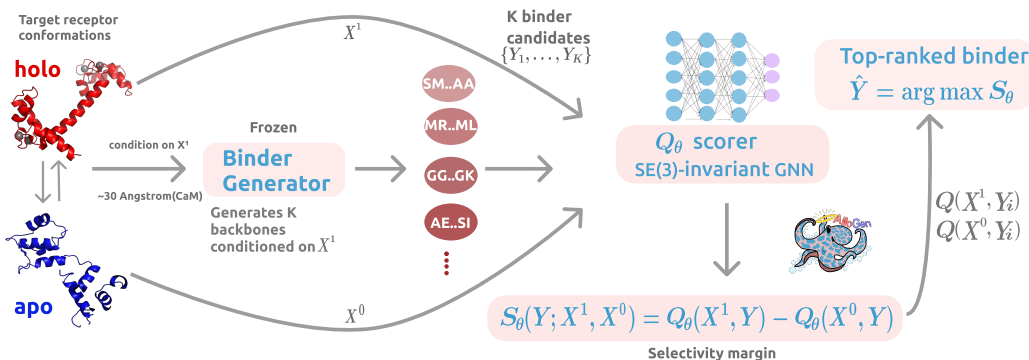 Target receptor
conformations
holo
apo
condition on X¹
~30 Angstrom(CaM)
X¹
X⁰
Frozen
Binder
Generator
Generates K
backbones
conditioned on X¹
K binder
candidates
{Y₁, . . . , Y_K}
SM..AA
MR..ML
GG..GK
AE..SI
Q_θ scorer
SE(3)-invariant GNN
AlloGen
S_θ(Y; X¹, X⁰) = Q_θ(X¹, Y) − Q_θ(X⁰, Y)
Selectivity margin
Top-ranked binder
Ŷ = arg max S_θ
Q(X¹, Y_i)
Q(X⁰, Y_i)